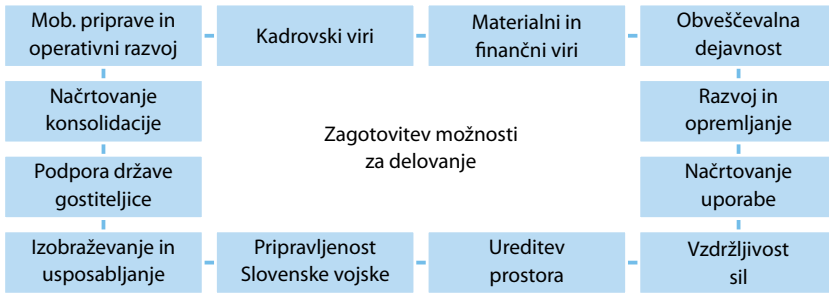 Mob. priprave in
operativni razvoj
Kadrovski viri
Materialni in
finančni viri
Obveščevalna
dejavnost
Načrtovanje
konsolidacije
Razvoj in
opremljanje
Zagotovitev možnosti
za delovanje
Podpora države
gostiteljice
Načrtovanje
uporabe
Izobraževanje in
usposabljanje
Pripravljenost
Slovenske vojske
Ureditev
prostora
Vzdržljivost
sil